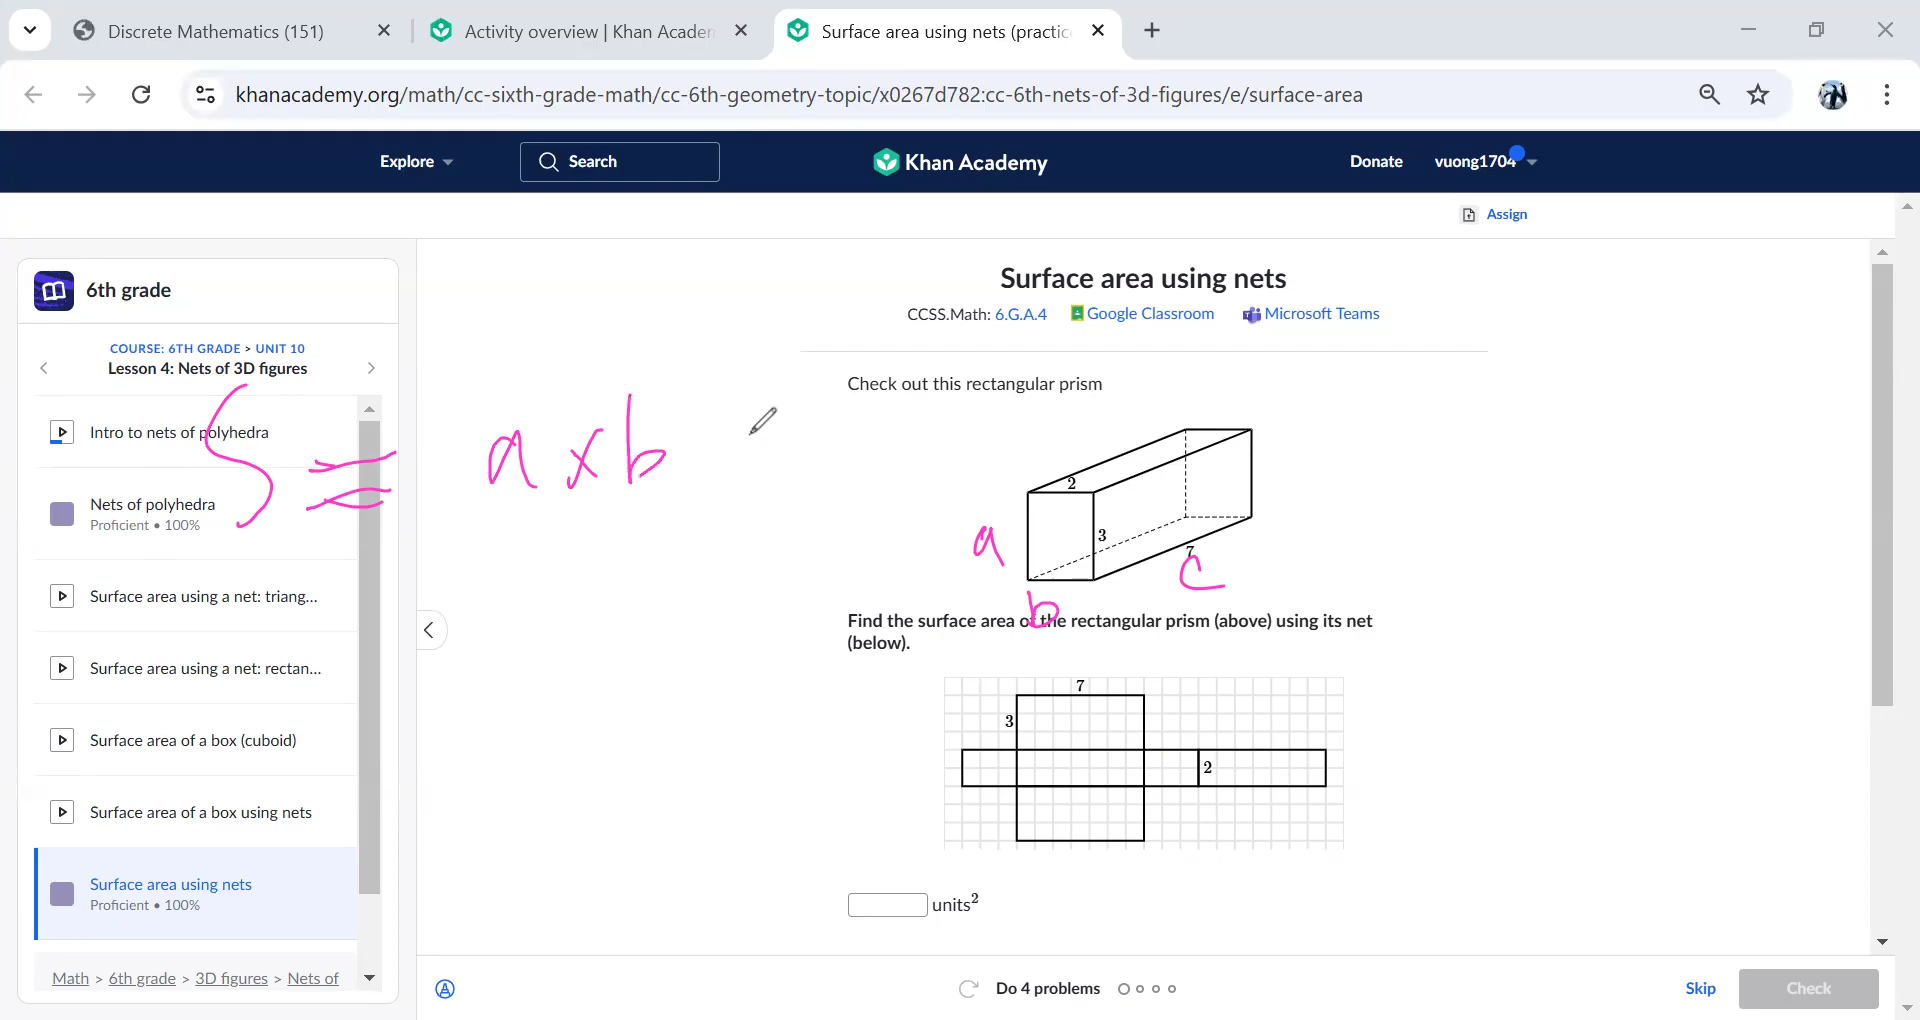 Discrete Mathematics (151)
Activity overview | Khan Academ
Surface area using nets (practic
khanacademy.org/math/cc-sixth-grade-math/cc-6th-geometry-topic/x0267d782:cc-6th-nets-of-3d-figures/e/surface-area
Explore
Search
Khan Academy
Donate
vuong1704
Assign
6th grade
COURSE: 6TH GRADE > UNIT 10
Lesson 4: Nets of 3D figures
Intro to nets of polyhedra
Nets of polyhedra
Proficient • 100%
Surface area using a net: triang...
Surface area using a net: rectan...
Surface area of a box (cuboid)
Surface area of a box using nets
Surface area using nets
Proficient • 100%
Math > 6th grade > 3D figures > Nets of
S = a x b
Surface area using nets
CCSS.Math: 6.G.A.4 Google Classroom Microsoft Teams
Check out this rectangular prism
2
3
7
a
b
c
Find the surface area of the rectangular prism (above) using its net
(below).
7
3
2
units²
Do 4 problems
Skip
Check